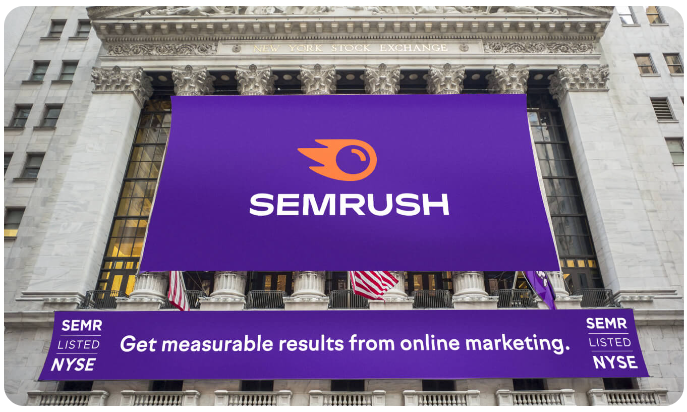 NEW YORK STOCK EXCHANGE
SEMRUSH
SEMR
LISTED
NYSE
Get measurable results from online marketing.
SEMR
LISTED
NYSE